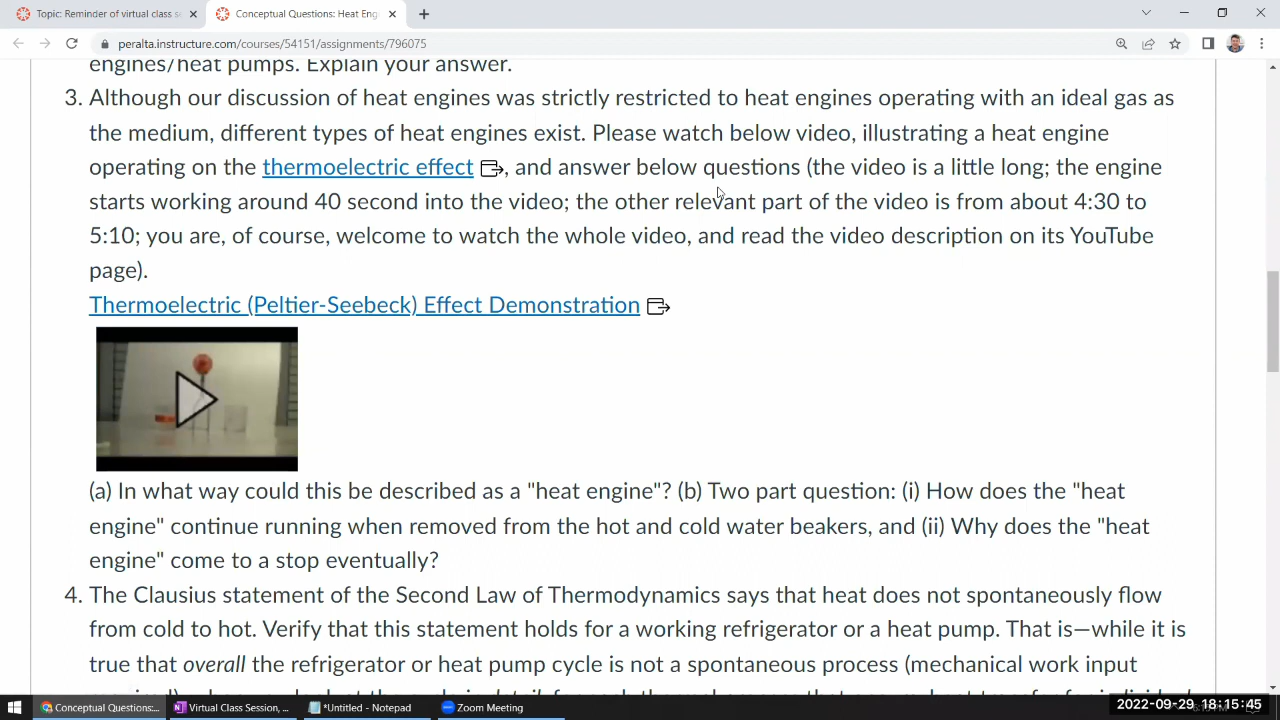 Topic: Reminder of virtual class s
Conceptual Questions: Heat Eng
peralta.instructure.com/courses/54151/assignments/796075
engines/heat pumps. Explain your answer.
3. Although our discussion of heat engines was strictly restricted to heat engines operating with an ideal gas as
the medium, different types of heat engines exist. Please watch below video, illustrating a heat engine
operating on the thermoelectric effect, and answer below questions (the video is a little long; the engine
starts working around 40 second into the video; the other relevant part of the video is from about 4:30 to
5:10; you are, of course, welcome to watch the whole video, and read the video description on its YouTube
page).
Thermoelectric (Peltier-Seebeck) Effect Demonstration
(a) In what way could this be described as a "heat engine"? (b) Two part question: (i) How does the "heat
engine" continue running when removed from the hot and cold water beakers, and (ii) Why does the "heat
engine" come to a stop eventually?
4. The Clausius statement of the Second Law of Thermodynamics says that heat does not spontaneously flow
from cold to hot. Verify that this statement holds for a working refrigerator or a heat pump. That is—while it is
true that overall the refrigerator or heat pump cycle is not a spontaneous process (mechanical work input
Conceptual Questions:...
Virtual Class Session, ...
*Untitled - Notepad
Zoom Meeting
2022-09-29 18:15:45